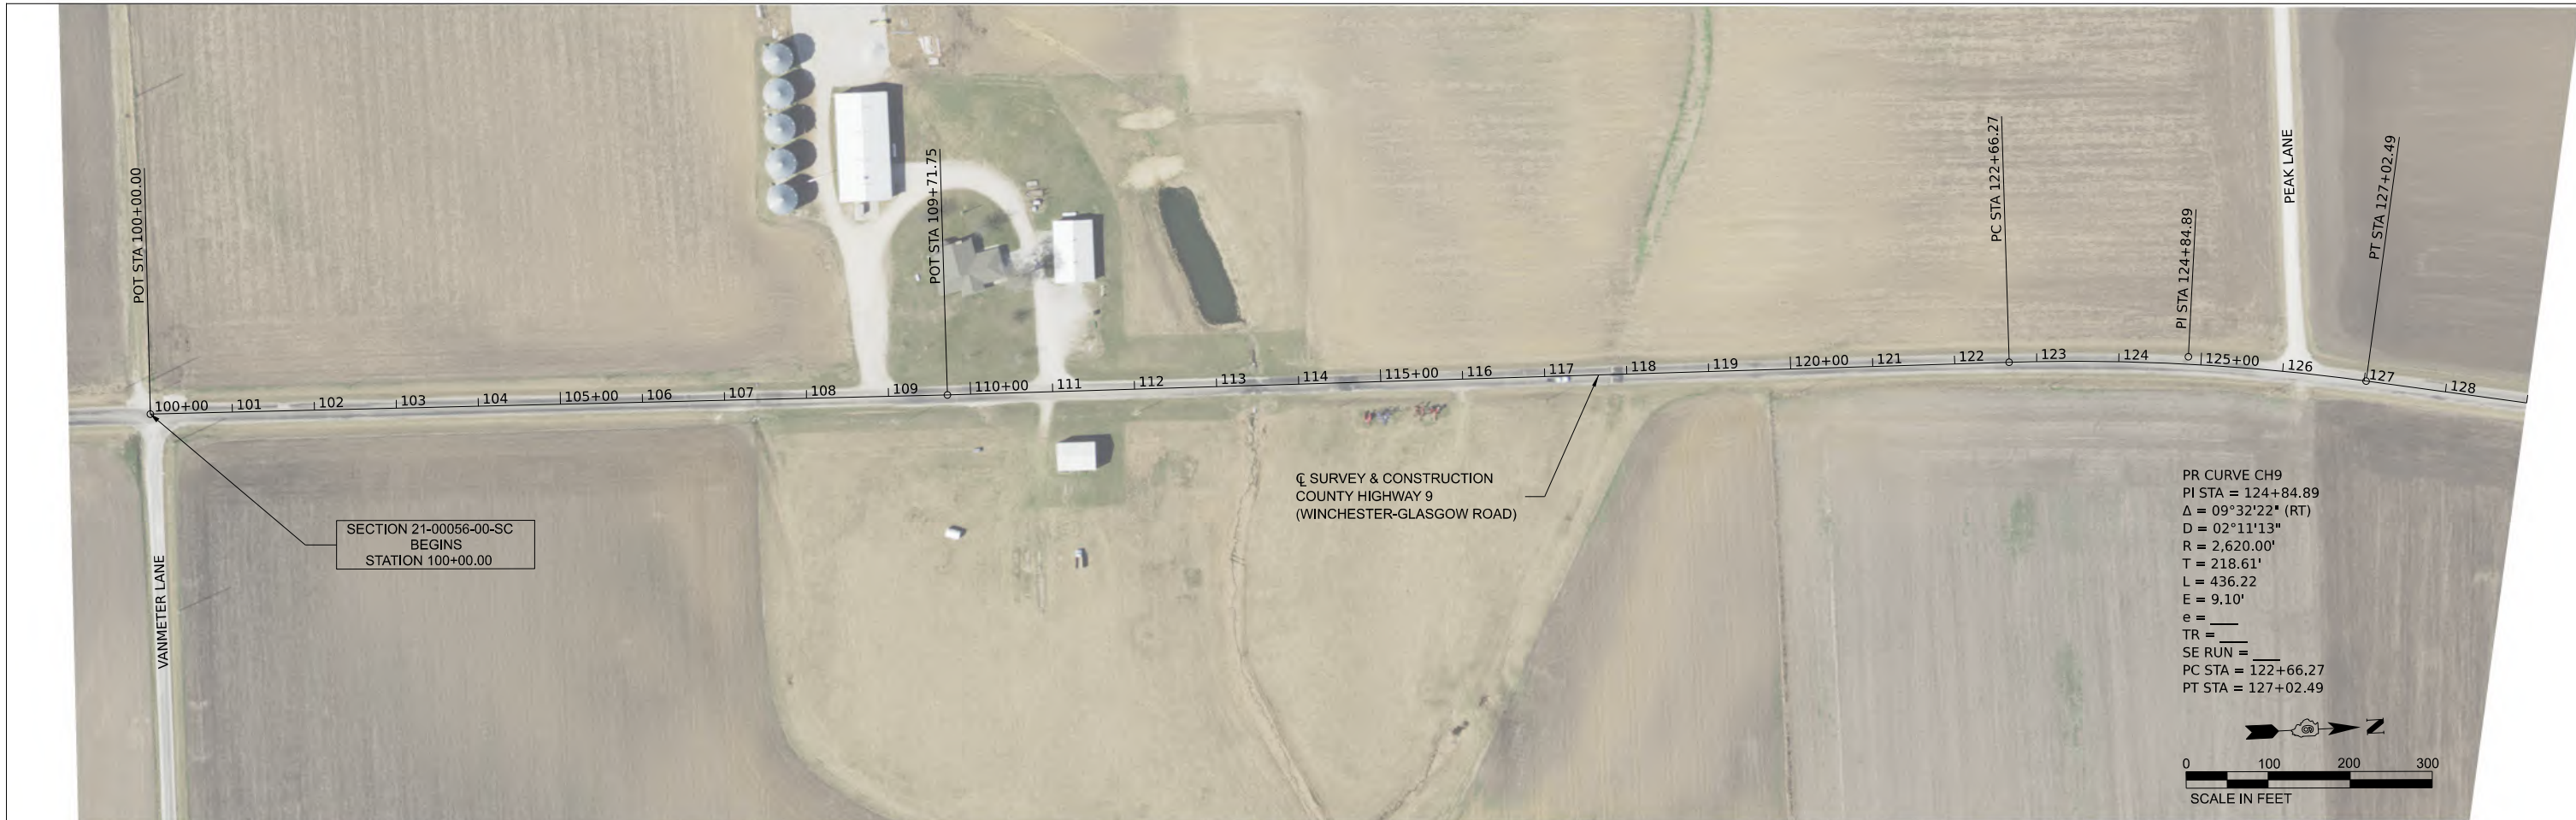 POT STA 100+00.00
POT STA 109+71.75
PC STA 122+66.27
PI STA 124+84.89
PEAK LANE
PT STA 127+02.49
100+00 101 102 103 104 105+00 106 107 108 109 110+00 111 112 113 114 115+00 116 117 118 119 120+00 121 122 123 124 125+00 126 127 128
SECTION 21-00056-00-SC
BEGINS
STATION 100+00.00
VANMETER LANE
℄ SURVEY & CONSTRUCTION
COUNTY HIGHWAY 9
(WINCHESTER-GLASGOW ROAD)
PR CURVE CH9
PI STA = 124+84.89
Δ = 09°32'22" (RT)
D = 02°11'13"
R = 2,620.00'
T = 218.61'
L = 436.22
E = 9.10'
e = ____
TR = ____
SE RUN = ____
PC STA = 122+66.27
PT STA = 127+02.49
N
0 100 200 300
SCALE IN FEET